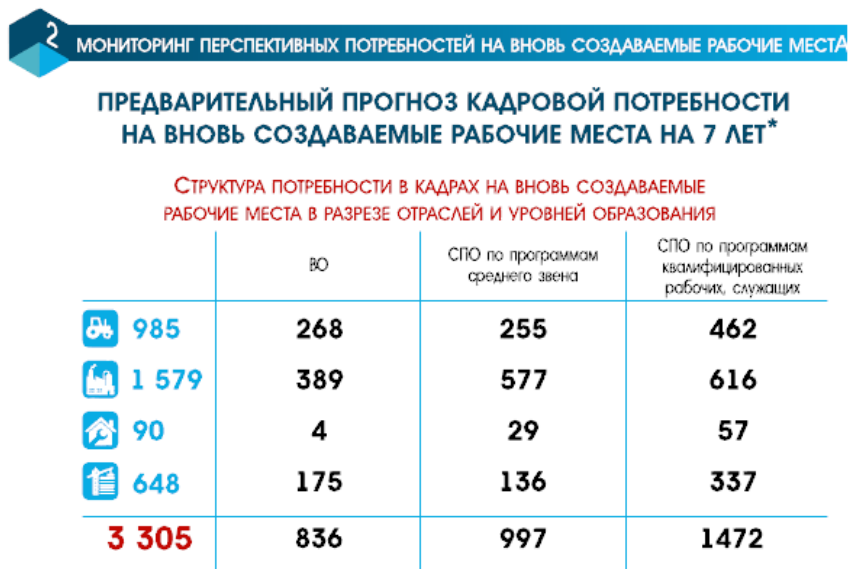 2
МОНИТОРИНГ ПЕРСПЕКТИВНЫХ ПОТРЕБНОСТЕЙ НА ВНОВЬ СОЗДАВАЕМЫЕ РАБОЧИЕ МЕСТА
ПРЕДВАРИТЕЛЬНЫЙ ПРОГНОЗ КАДРОВОЙ ПОТРЕБНОСТИ
НА ВНОВЬ СОЗДАВАЕМЫЕ РАБОЧИЕ МЕСТА НА 7 ЛЕТ*
СТРУКТУРА ПОТРЕБНОСТИ В КАДРАХ НА ВНОВЬ СОЗДАВАЕМЫЕ
РАБОЧИЕ МЕСТА В РАЗРЕЗЕ ОТРАСЛЕЙ И УРОВНЕЙ ОБРАЗОВАНИЯ
ВО
СПО по программам
среднего звена
СПО по программам
квалифицированных
рабочих, служащих
985 268 255 462
1 579 389 577 616
90 4 29 57
648 175 136 337
3 305 836 997 1472